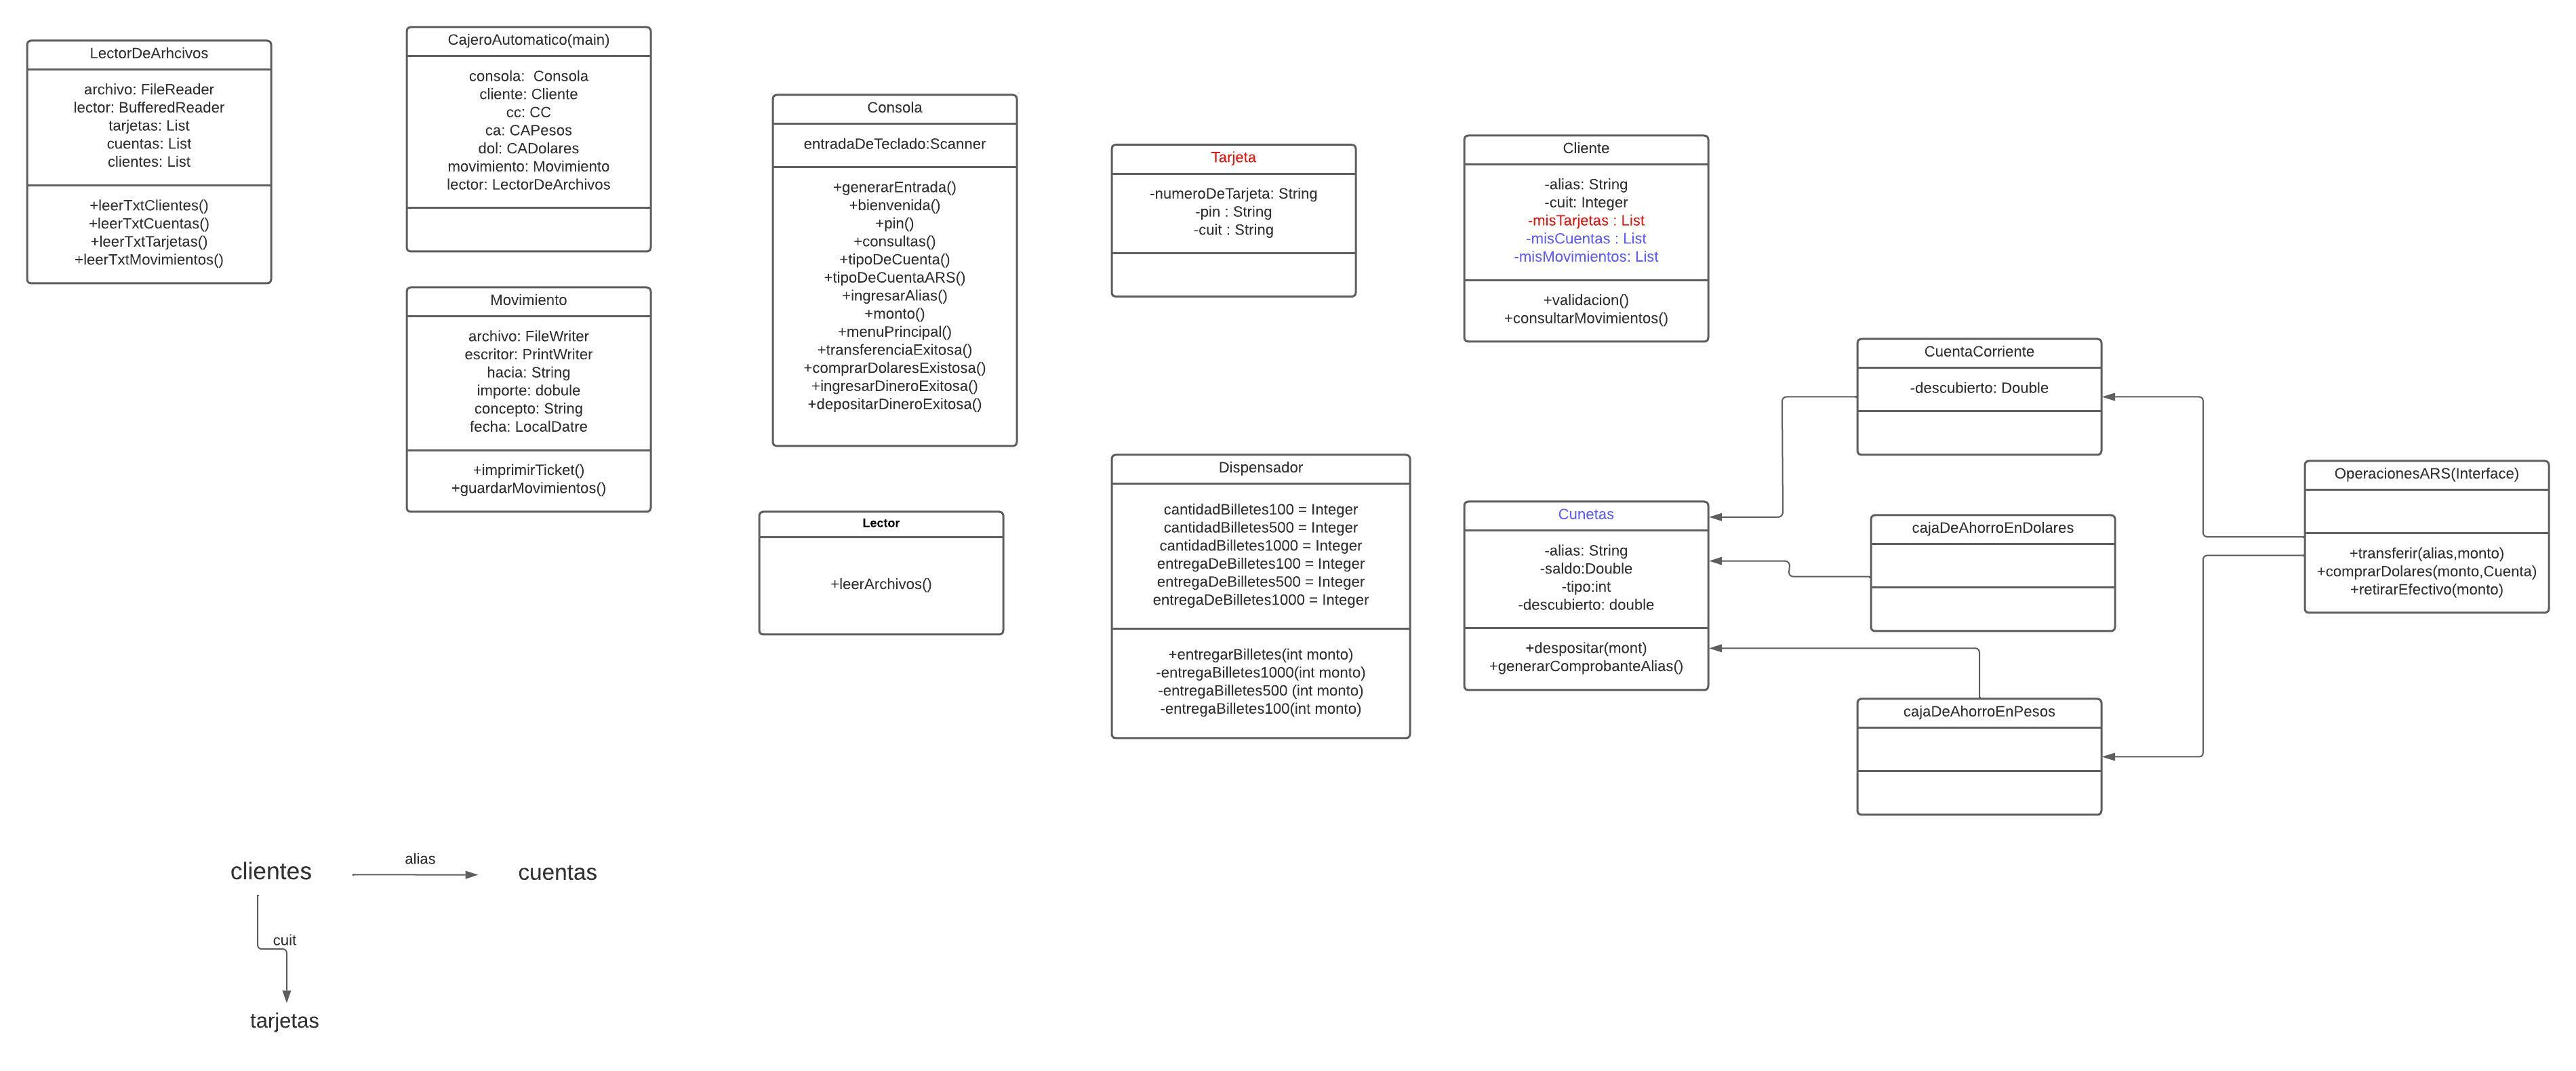 LectorDeArhcivos
archivo: FileReader
lector: BufferedReader
tarjetas: List
cuentas: List
clientes: List
+leerTxtClientes()
+leerTxtCuentas()
+leerTxtTarjetas()
+leerTxtMovimientos()
CajeroAutomatico(main)
consola:  Consola
cliente: Cliente
cc: CC
ca: CAPesos
dol: CADolares
movimiento: Movimiento
lector: LectorDeArchivos
Movimiento
archivo: FileWriter
escritor: PrintWriter
hacia: String
importe: dobule
concepto: String
fecha: LocalDatre
+imprimirTicket()
+guardarMovimientos()
Consola
entradaDeTeclado:Scanner
+generarEntrada()
+bienvenida()
+pin()
+consultas()
+tipoDeCuenta()
+tipoDeCuentaARS()
+ingresarAlias()
+monto()
+menuPrincipal()
+transferenciaExitosa()
+comprarDolaresExistosa()
+ingresarDineroExitosa()
+depositarDineroExitosa()
Lector
+leerArchivos()
Tarjeta
-numeroDeTarjeta: String
-pin : String
-cuit : String
Dispensador
cantidadBilletes100 = Integer
cantidadBilletes500 = Integer
cantidadBilletes1000 = Integer
entregaDeBilletes100 = Integer
entregaDeBilletes500 = Integer
entregaDeBilletes1000 = Integer
+entregarBilletes(int monto)
-entregaBilletes1000(int monto)
-entregaBilletes500 (int monto)
-entregaBilletes100(int monto)
Cliente
-alias: String
-cuit: Integer
-misTarjetas : List
-misCuentas : List
-misMovimientos: List
+validacion()
+consultarMovimientos()
Cunetas
-alias: String
-saldo:Double
-tipo:int
-descubierto: double
+despositar(mont)
+generarComprobanteAlias()
CuentaCorriente
-descubierto: Double
cajaDeAhorroEnDolares
cajaDeAhorroEnPesos
OperacionesARS(Interface)
+transferir(alias,monto)
+comprarDolares(monto,Cuenta)
+retirarEfectivo(monto)
clientes
alias
cuentas
cuit
tarjetas